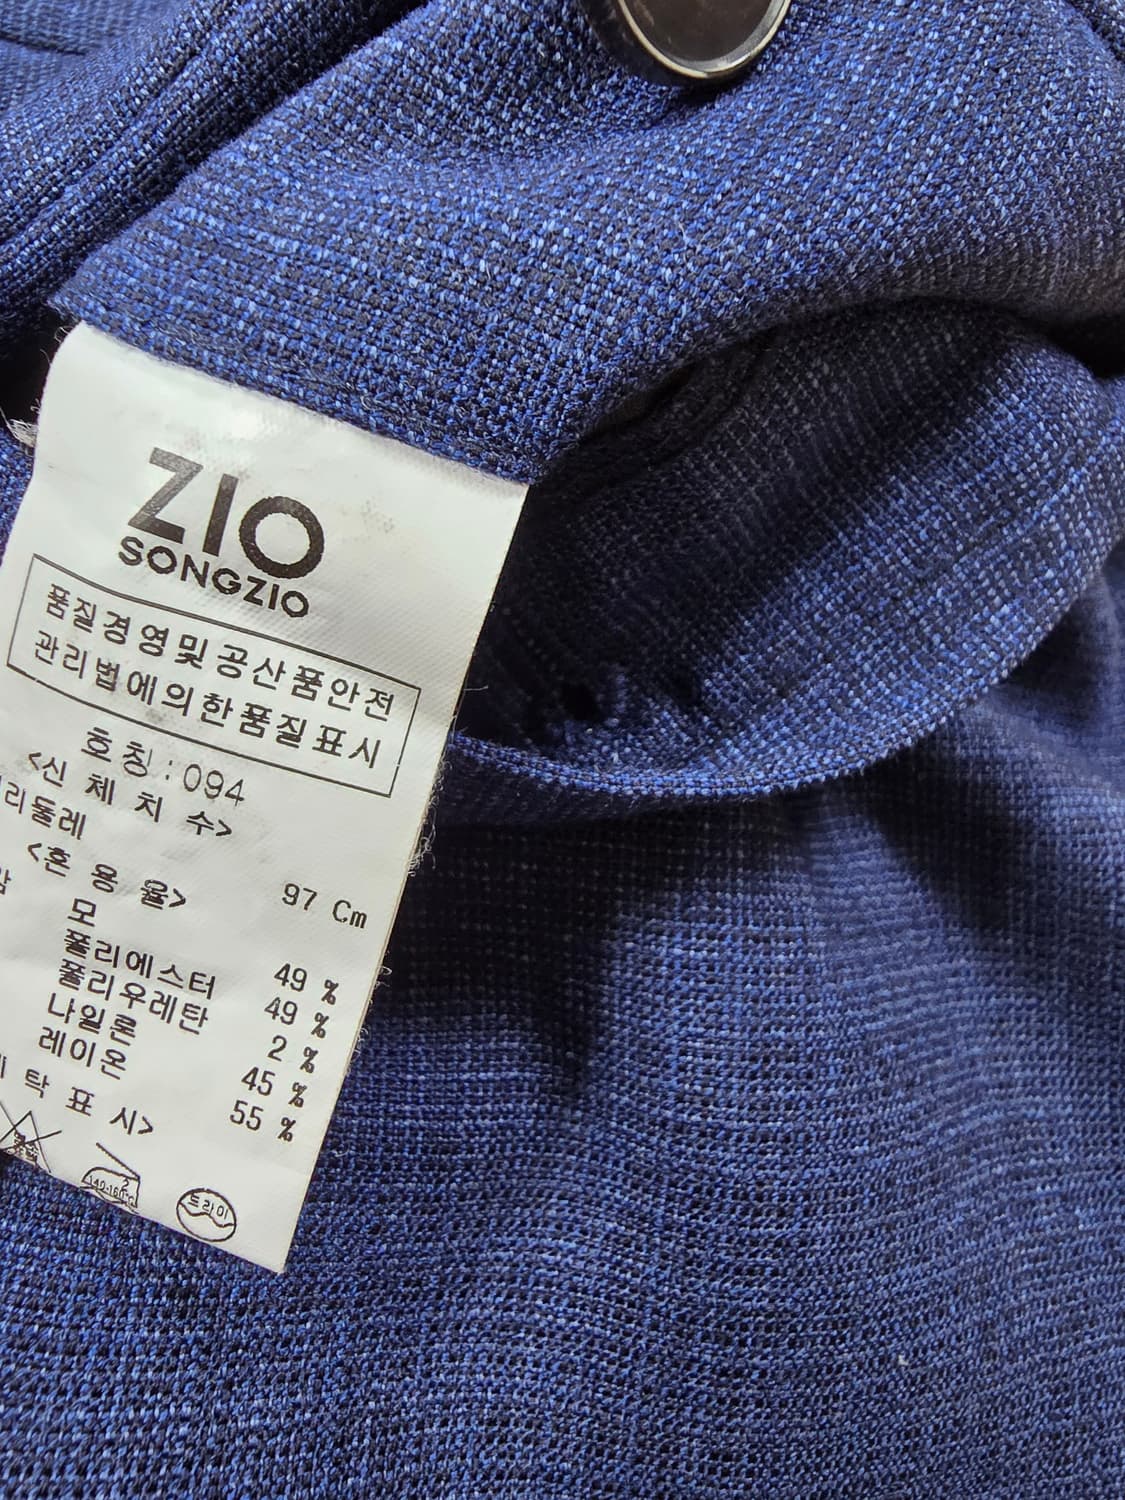 ZIO
SONGZIO
품질경영및공산품안전
관리법에의한품질표시
호칭:094
<신체치수>
리둘레 97 Cm
<혼용율>
모 49 %
폴리에스터 49 %
폴리우레탄 2 %
나일론 45 %
레이온 55 %
탁표시>
드라이